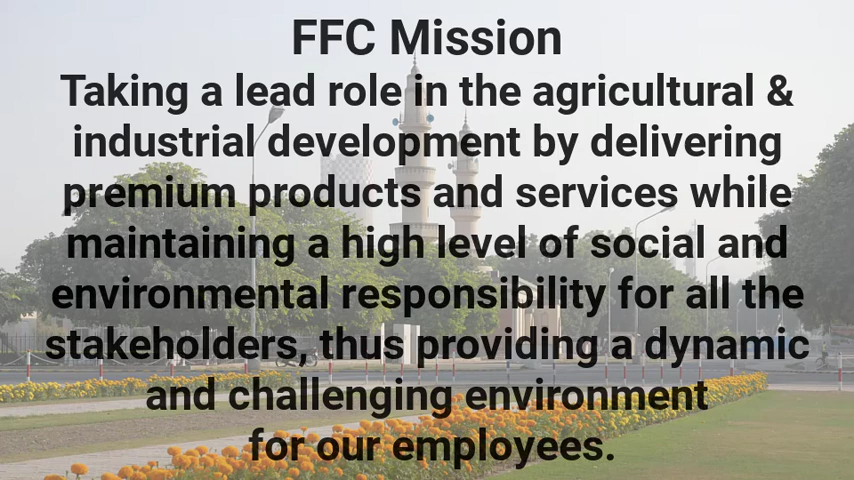 FFC Mission
Taking a lead role in the agricultural &
industrial development by delivering
premium products and services while
maintaining a high level of social and
environmental responsibility for all the
stakeholders, thus providing a dynamic
and challenging environment
for our employees.